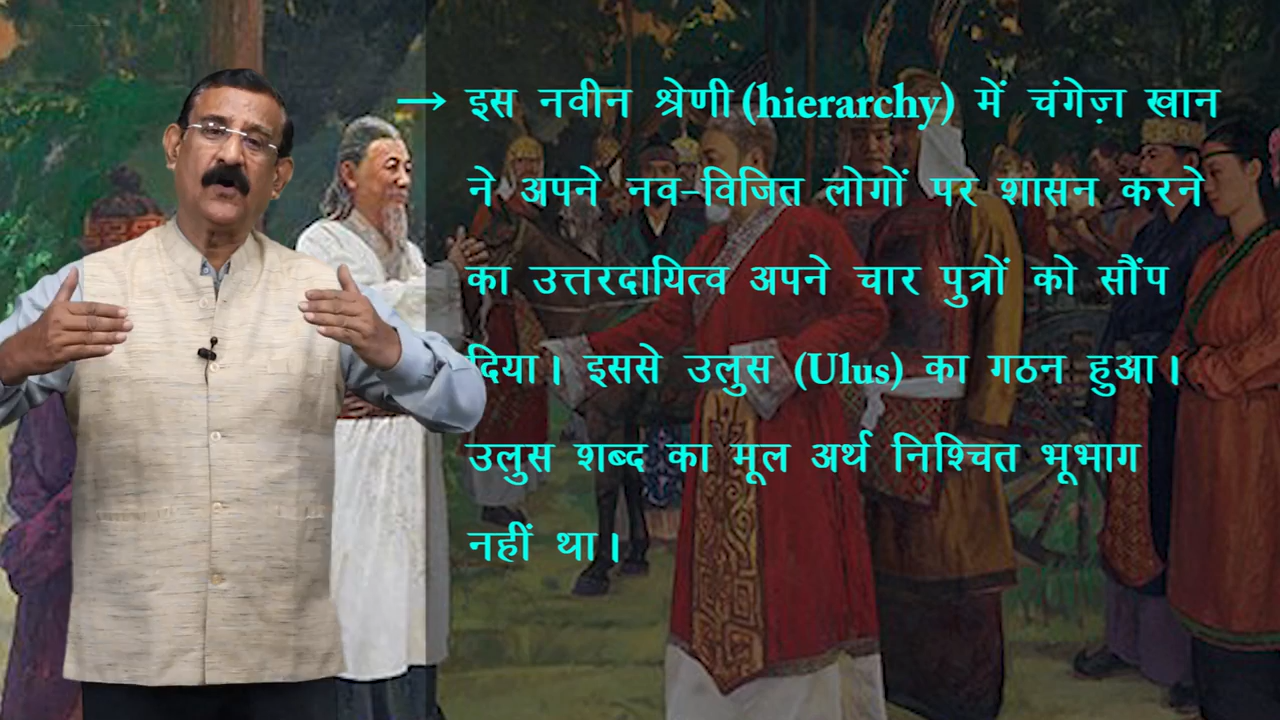 → इस नवीन श्रेणी (hierarchy) में चंगेज़ खान
ने अपने नव-विजित लोगों पर शासन करने
का उत्तरदायित्व अपने चार पुत्रों को सौंप
दिया। इससे उलुस (Ulus) का गठन हुआ।
उलुस शब्द का मूल अर्थ निश्चित भूभाग
नहीं था।